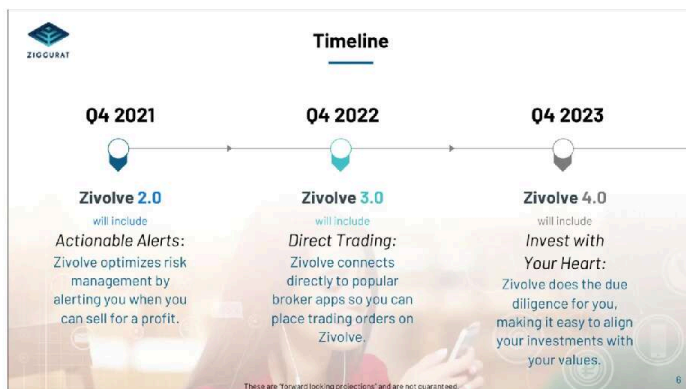 ZIGGURAT
Timeline
Q4 2021
Q4 2022
Q4 2023
Zivolve 2.0
will include
Actionable Alerts:
Zivolve optimizes risk
management by
alerting you when you
can sell for a profit.
Zivolve 3.0
will include
Direct Trading:
Zivolve connects
directly to popular
broker apps so you can
place trading orders on
Zivolve.
Zivolve 4.0
will include
Invest with
Your Heart:
Zivolve does the due
diligence for you,
making it easy to align
your investments with
your values.
These are "forward looking projections" and are not guaranteed.
6